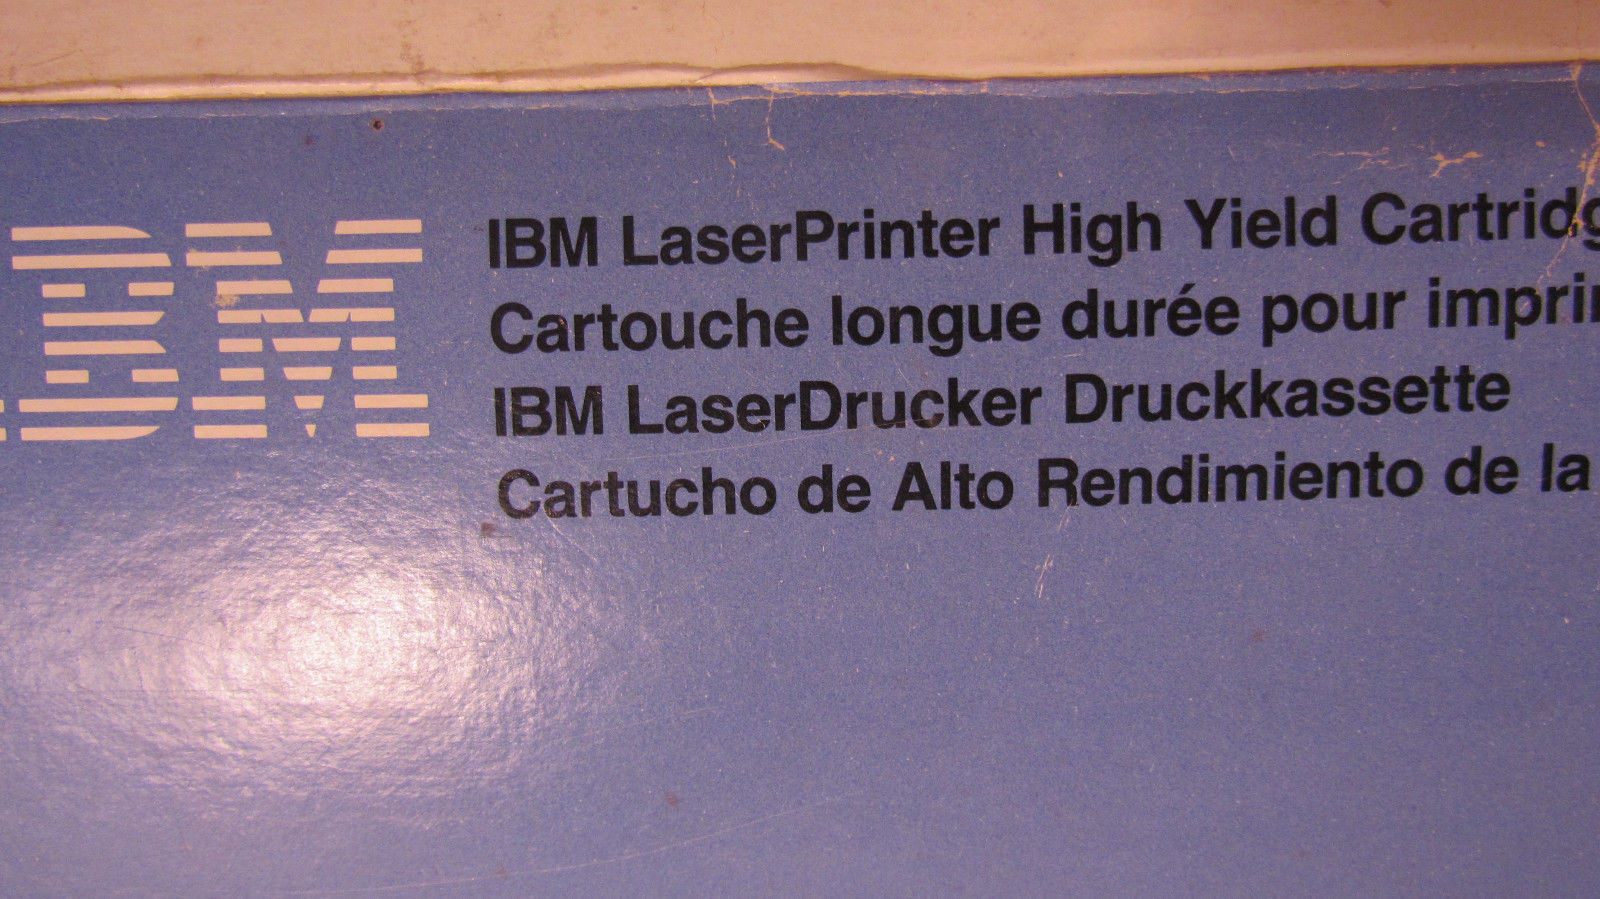 IBM
IBM LaserPrinter High Yield Cartridg
Cartouche longue durée pour imprir
IBM LaserDrucker Druckkassette
Cartucho de Alto Rendimiento de la